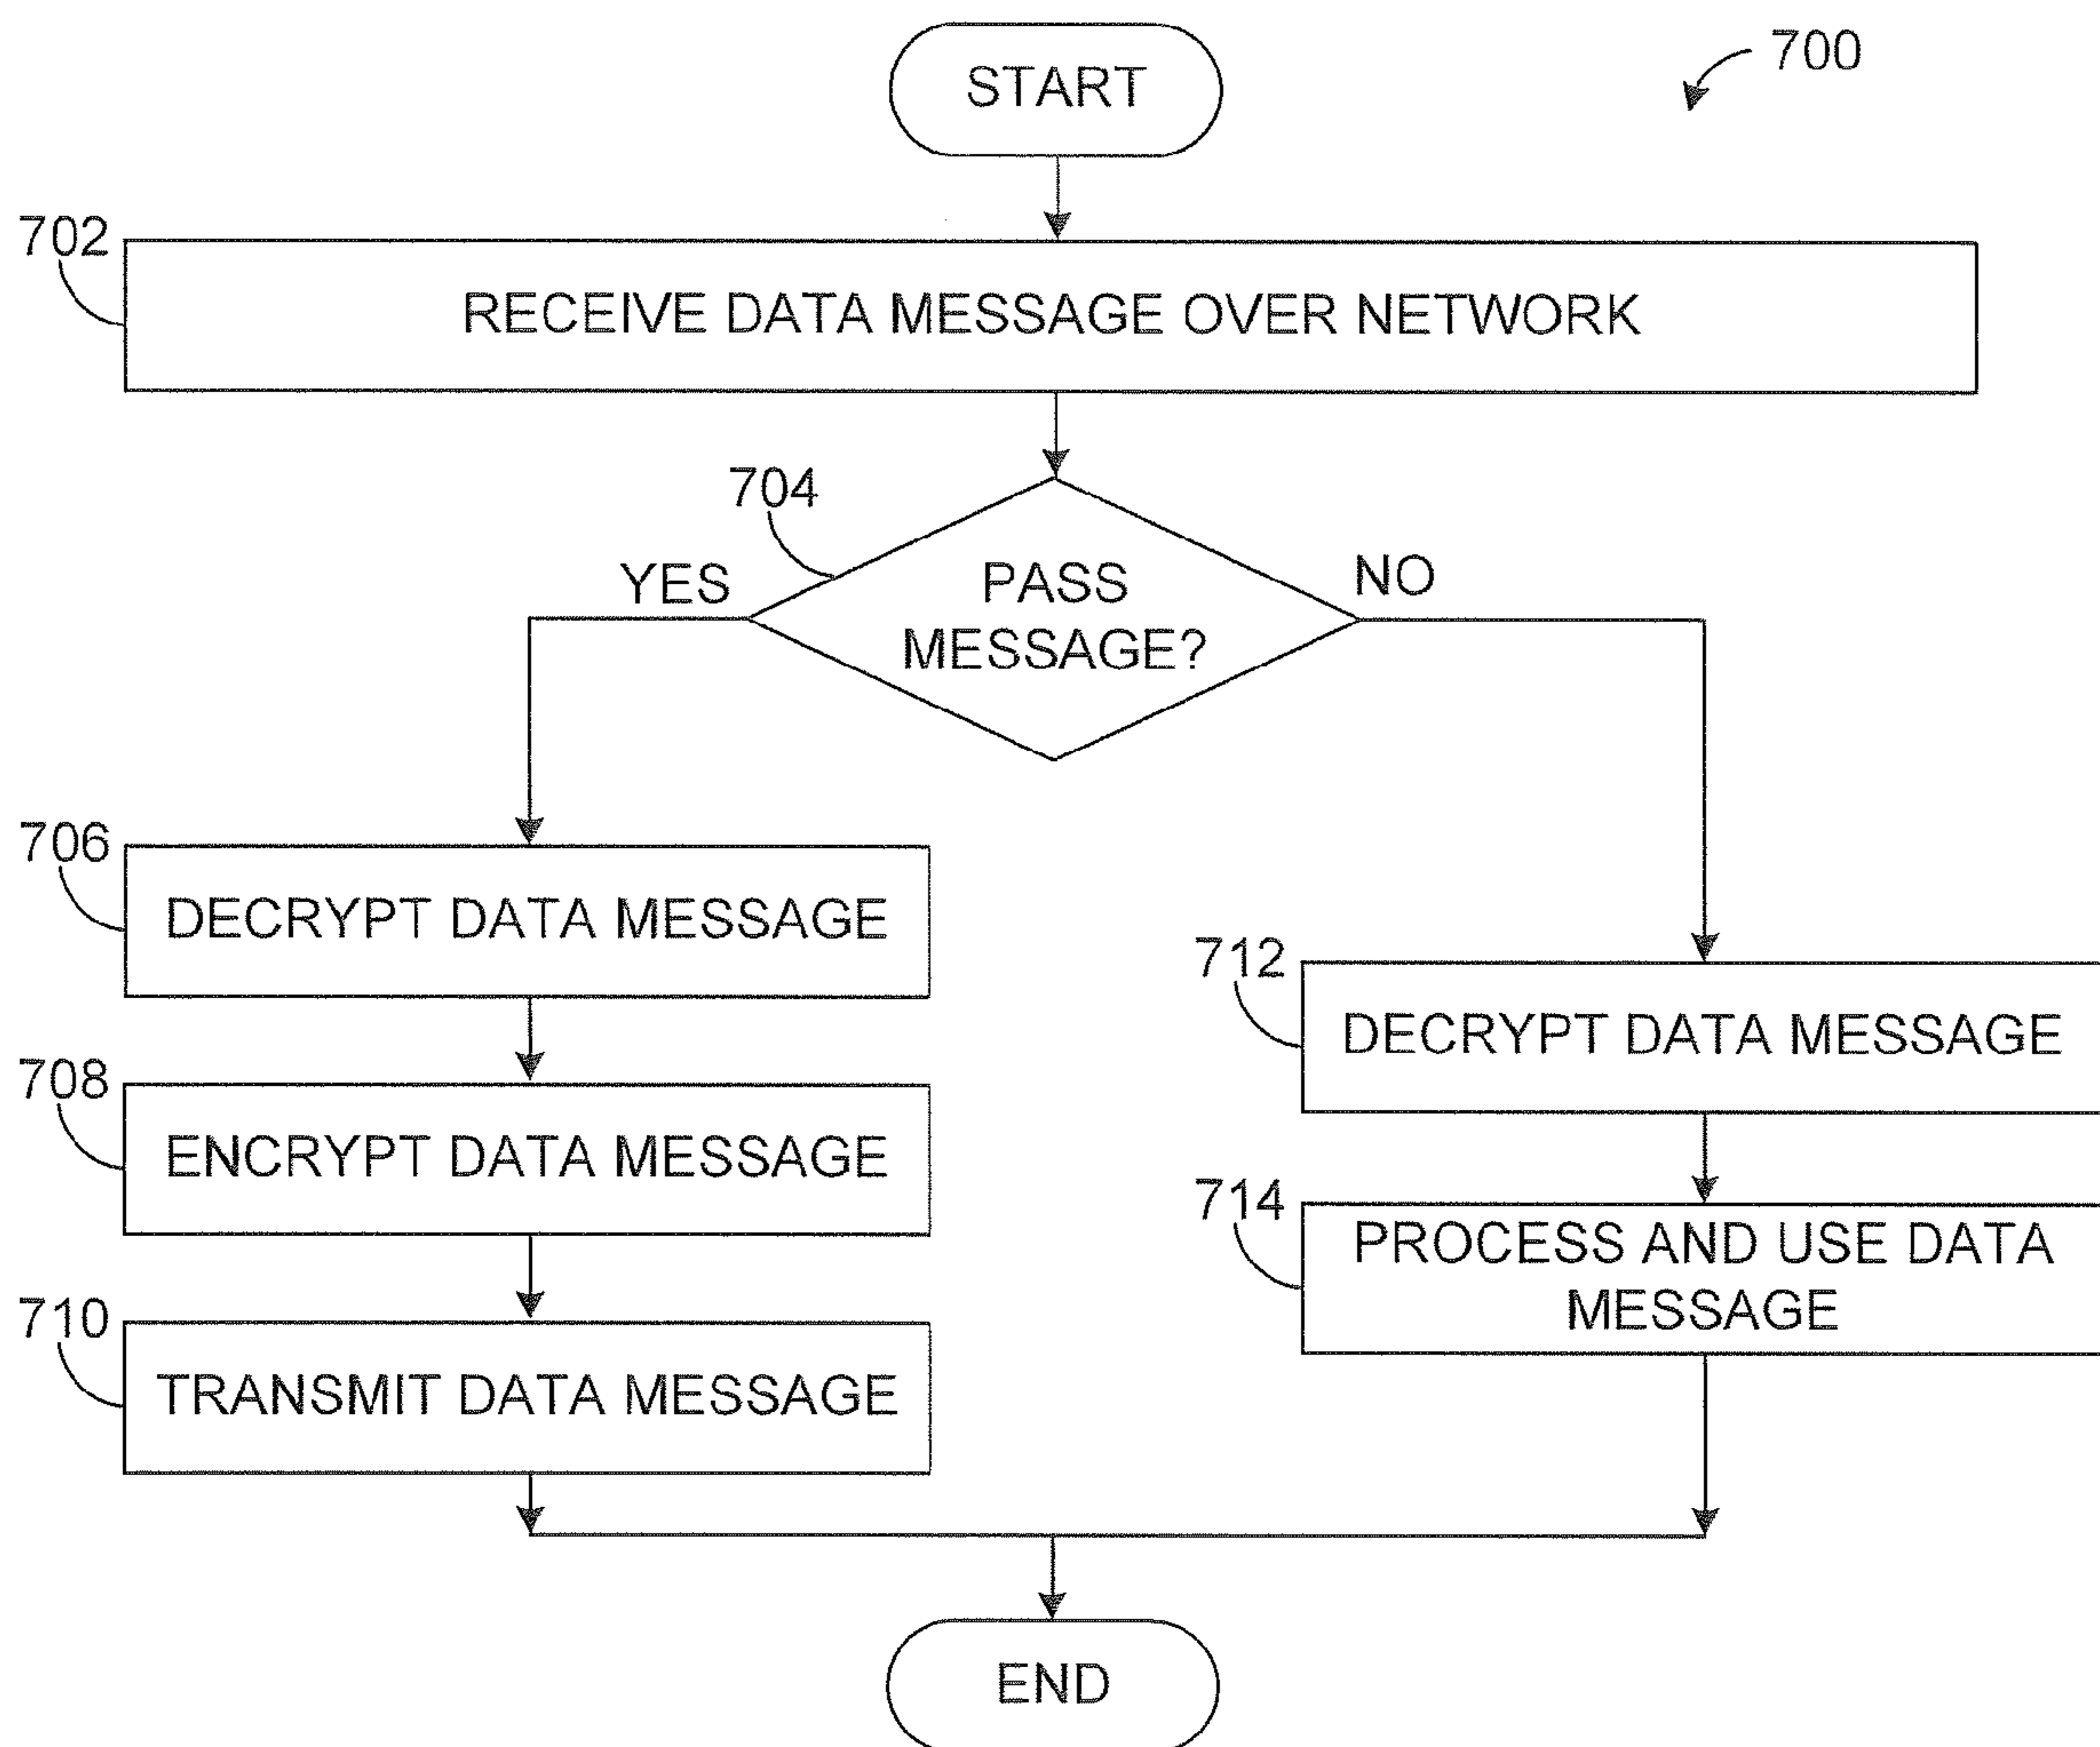 START
700
702
RECEIVE DATA MESSAGE OVER NETWORK
704
YES
PASS
MESSAGE?
NO
706
DECRYPT DATA MESSAGE
708
ENCRYPT DATA MESSAGE
710
TRANSMIT DATA MESSAGE
712
DECRYPT DATA MESSAGE
714
PROCESS AND USE DATA
MESSAGE
END